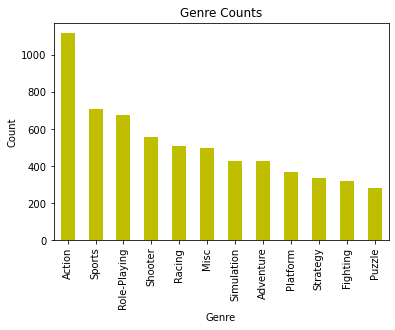 Genre Counts
1000
800
600
400
200
0
Count
Action
Sports
Role-Playing
Shooter
Racing
Misc
Simulation
Adventure
Platform
Strategy
Fighting
Puzzle
Genre